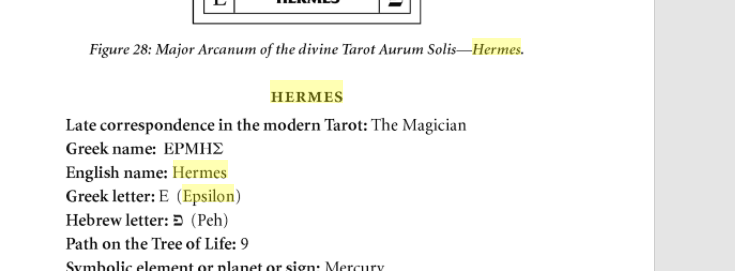 E HERMES
Figure 28: Major Arcanum of the divine Tarot Aurum Solis—Hermes.
HERMES
Late correspondence in the modern Tarot: The Magician
Greek name: ΕΡΜΗΣ
English name: Hermes
Greek letter: Ε (Epsilon)
Hebrew letter: פ (Peh)
Path on the Tree of Life: 9
Symbolic element or planet or sign: Mercury